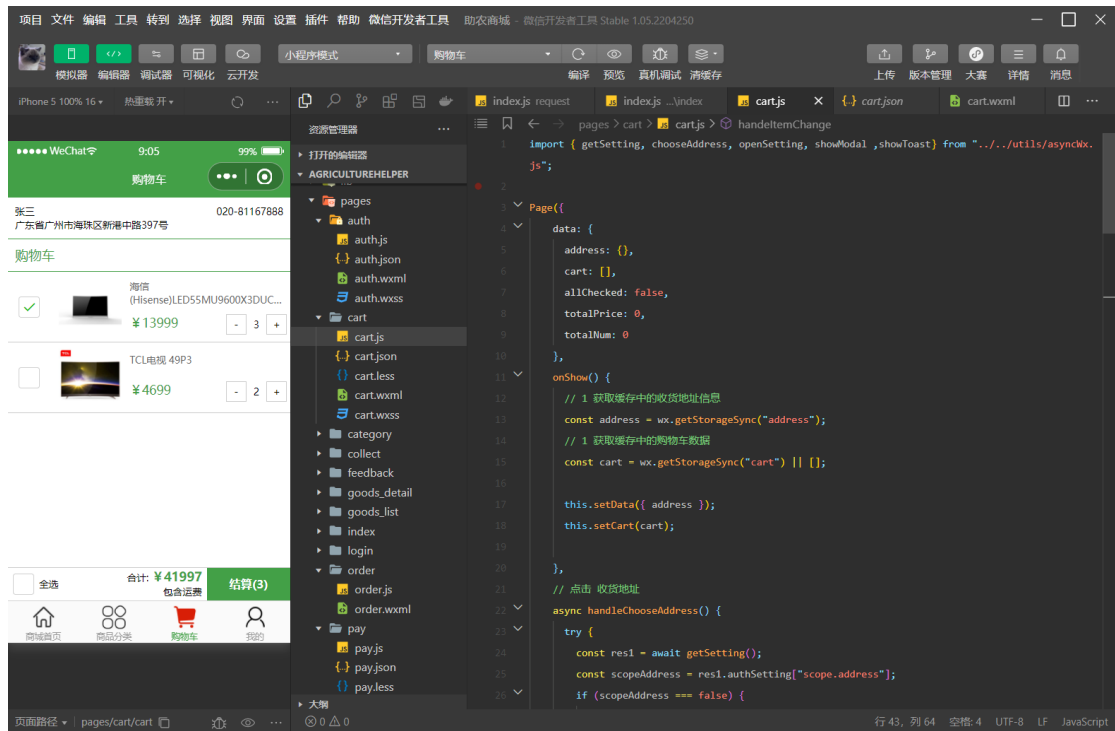 项目 文件 编辑 工具 转到 选择 视图 界面 设置 插件 帮助 微信开发者工具 助农商城 - 微信开发者工具 Stable 1.05.2204250
小程序模式 购物车
模拟器 编辑器 调试器 可视化 云开发 编译 预览 真机调试 清缓存 上传 版本管理 大赛 详情 消息
iPhone 5 100% 16 热重载 开
WeChat 9:05 99%
购物车
张三 020-81167888
广东省广州市海珠区新港中路397号
购物车
海信
(Hisense)LED55MU9600X3DUC...
¥13999 - 3 +
TCL电视 49P3
¥4699 - 2 +
全选 合计: ¥41997 结算(3)
包含运费
商城首页 商品分类 购物车 我的
页面路径 pages/cart/cart
资源管理器 ...
打开的编辑器
AGRICULTUREHELPER
pages
auth
auth.js
auth.json
auth.wxml
auth.wxss
cart
cart.js
cart.json
cart.less
cart.wxml
cart.wxss
category
collect
feedback
goods_detail
goods_list
index
login
order
order.js
order.wxml
pay
pay.js
pay.json
pay.less
大纲
0 0
index.js request index.js ...\index cart.js cart.json cart.wxml
pages > cart > cart.js > handeItemChange
1 import { getSetting, chooseAddress, openSetting, showModal ,showToast} from "../../utils/asyncWx.
js";
2
3 Page({
4 data: {
5 address: {},
6 cart: [],
7 allChecked: false,
8 totalPrice: 0,
9 totalNum: 0
10 },
11 onShow() {
12 // 1 获取缓存中的收货地址信息
13 const address = wx.getStorageSync("address");
14 // 1 获取缓存中的购物车数据
15 const cart = wx.getStorageSync("cart") || [];
16
17 this.setData({ address });
18 this.setCart(cart);
19
20 },
21 // 点击 收货地址
22 async handleChooseAddress() {
23 try {
24 const res1 = await getSetting();
25 const scopeAddress = res1.authSetting["scope.address"];
26 if (scopeAddress === false) {
行 43，列 64 空格: 4 UTF-8 LF JavaScript